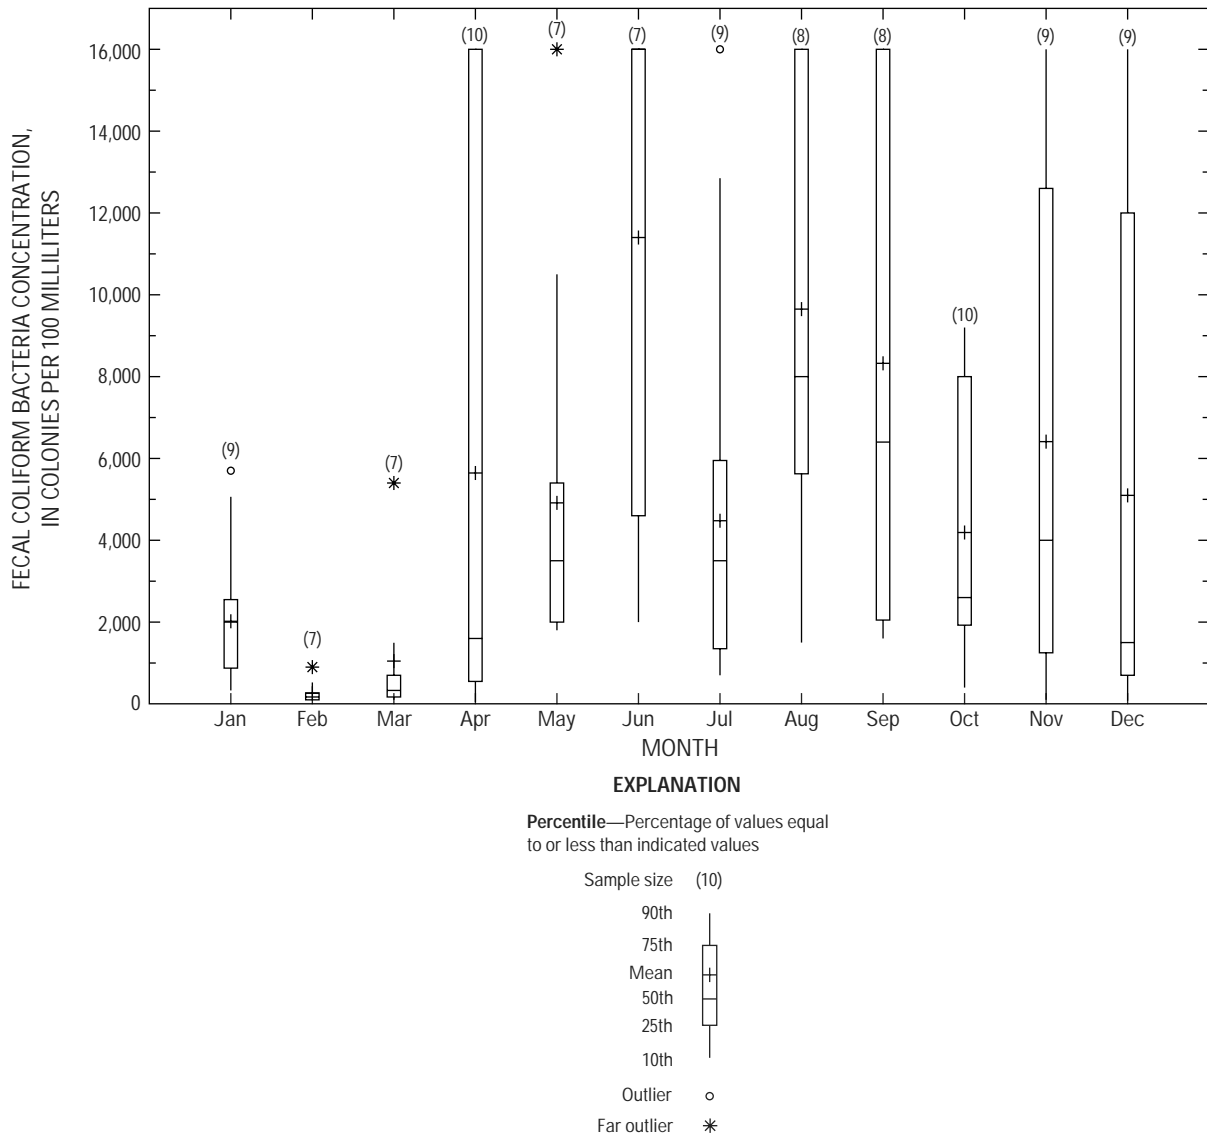 FECAL COLIFORM BACTERIA CONCENTRATION,
IN COLONIES PER 100 MILLILITERS
16,000
14,000
12,000
10,000
8,000
6,000
4,000
2,000
0
(9)
(7)
(7)
(10)
(7)
(7)
(9)
(8)
(8)
(10)
(9)
(9)
Jan Feb Mar Apr May Jun Jul Aug Sep Oct Nov Dec
MONTH
EXPLANATION
Percentile—Percentage of values equal
to or less than indicated values
Sample size (10)
90th
75th
Mean
50th
25th
10th
Outlier
Far outlier